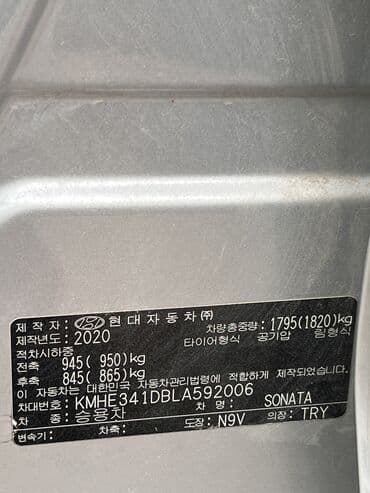 제 작 자: HYUNDAI 현대자동차㈜
제작년도: 2020 차량총중량: 1795(1820)kg
적차시하중 타이어형식 공기압 림형식
전축 945( 950)kg
후축 845( 865)kg
이 자동차는 대한민국 자동차관리법령에 적합하게 제작되었습니다.
차대번호: KMHE341DBLA592006
차 종: 승용차 차 명: SONATA
변속기: 차축: 도장: N9V 의장: TRY